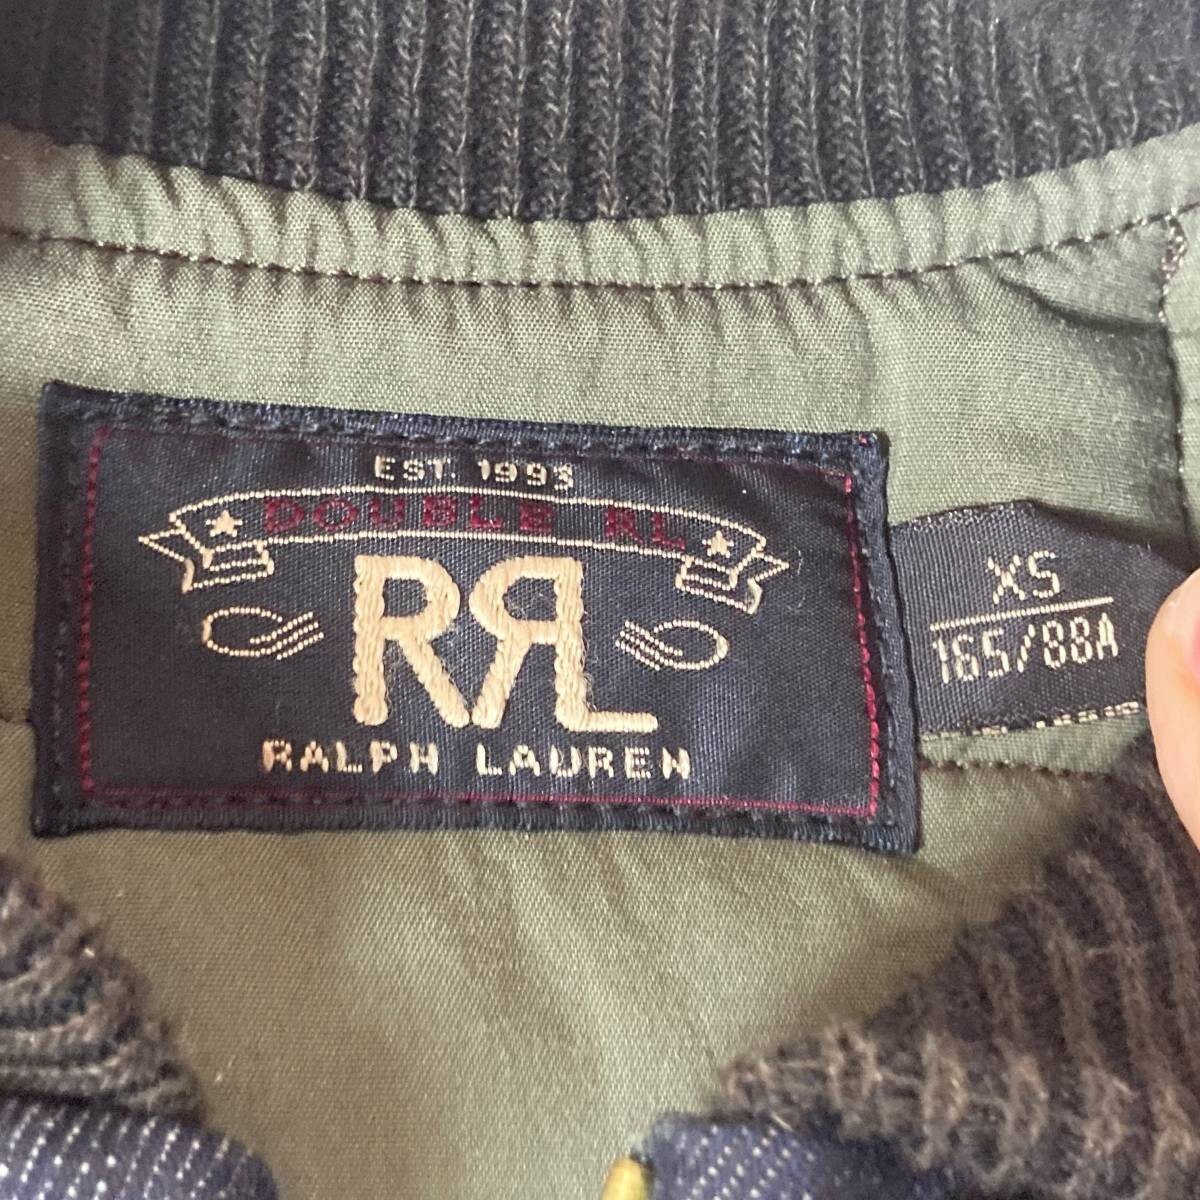 EST. 1993
DOUBLE RL
RRL
RALPH LAUREN
XS
165/88A